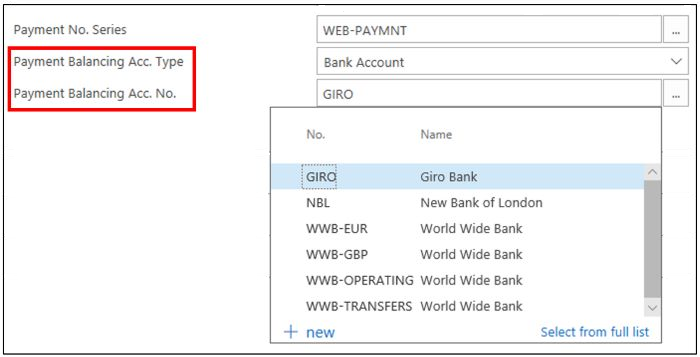 Payment No. Series WEB-PAYMNT ...
Payment Balancing Acc. Type Bank Account
Payment Balancing Acc. No. GIRO ...
No. Name
GIRO Giro Bank
NBL New Bank of London
WWB-EUR World Wide Bank
WWB-GBP World Wide Bank
WWB-OPERATING World Wide Bank
WWB-TRANSFERS World Wide Bank
+ new Select from full list